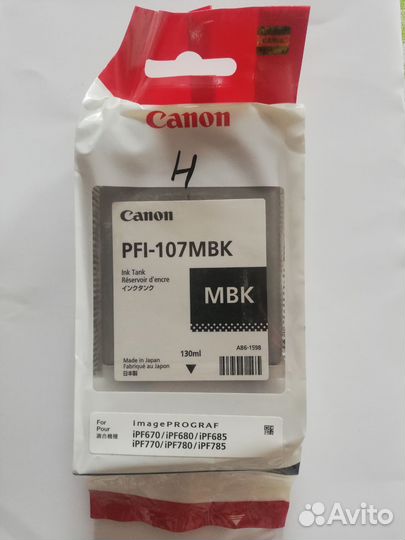 Canon
H
Canon
PFI-107MBK
Ink Tank
Réservoir d'encre
インクタンク
MBK
AB6-1598
130ml
Made in Japan
Fabriqué au Japon
日本製
For
Pour
適合機種
imagePROGRAF
iPF670/iPF680/iPF685
iPF770/iPF780/iPF785
Avito